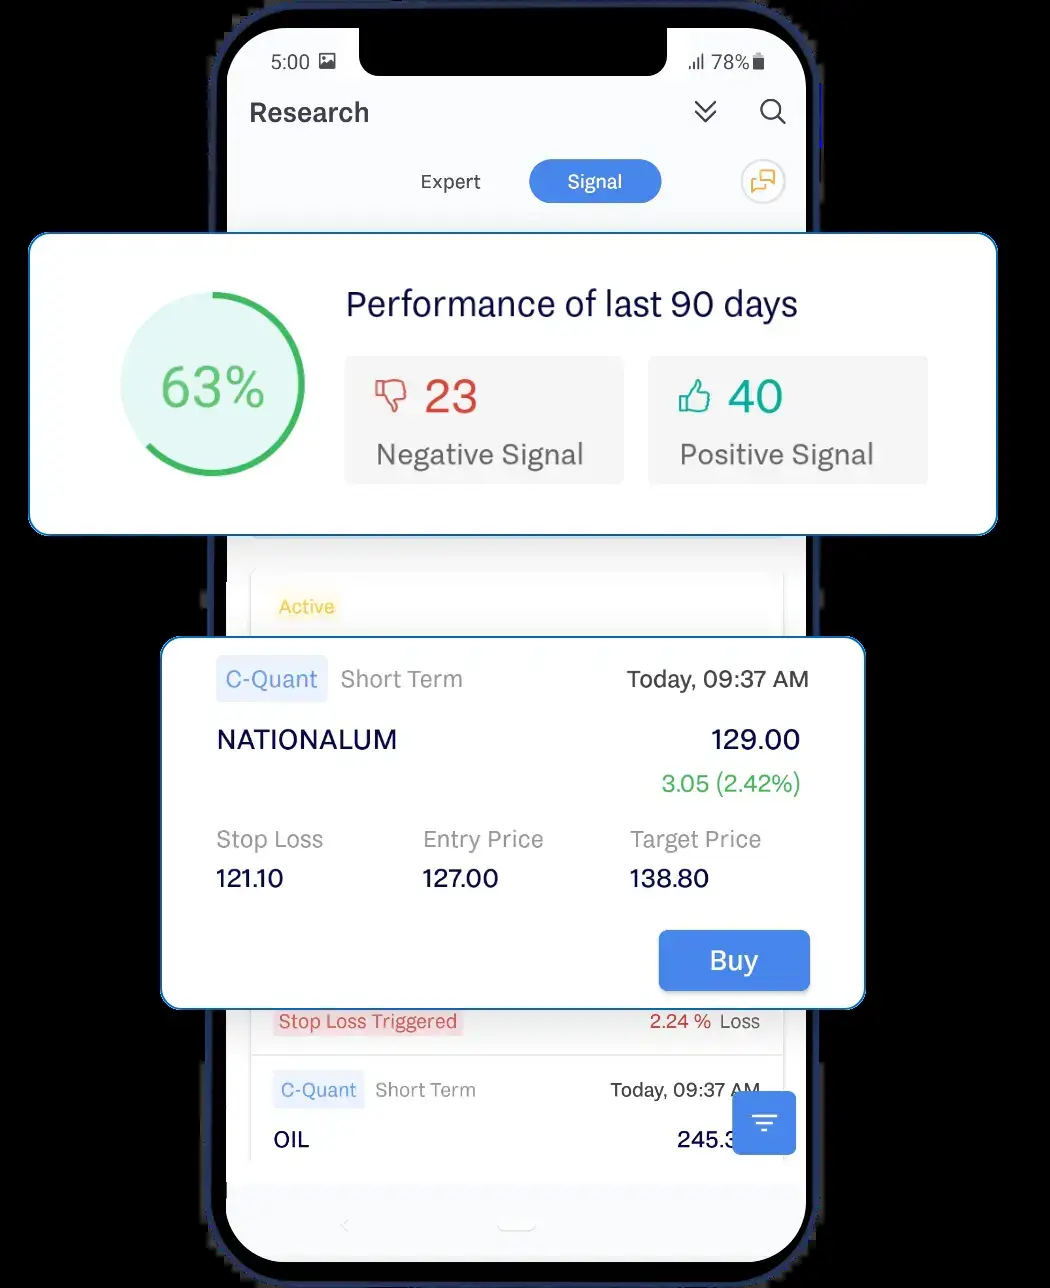 5:00 78%
Research
Expert Signal
63%
Performance of last 90 days
23 40
Negative Signal Positive Signal
Active
C-Quant Short Term Today, 09:37 AM
NATIONALUM 129.00
3.05 (2.42%)
Stop Loss Entry Price Target Price
121.10 127.00 138.80
Buy
Stop Loss Triggered 2.24 % Loss
C-Quant Short Term Today, 09:37 AM
OIL 245.3